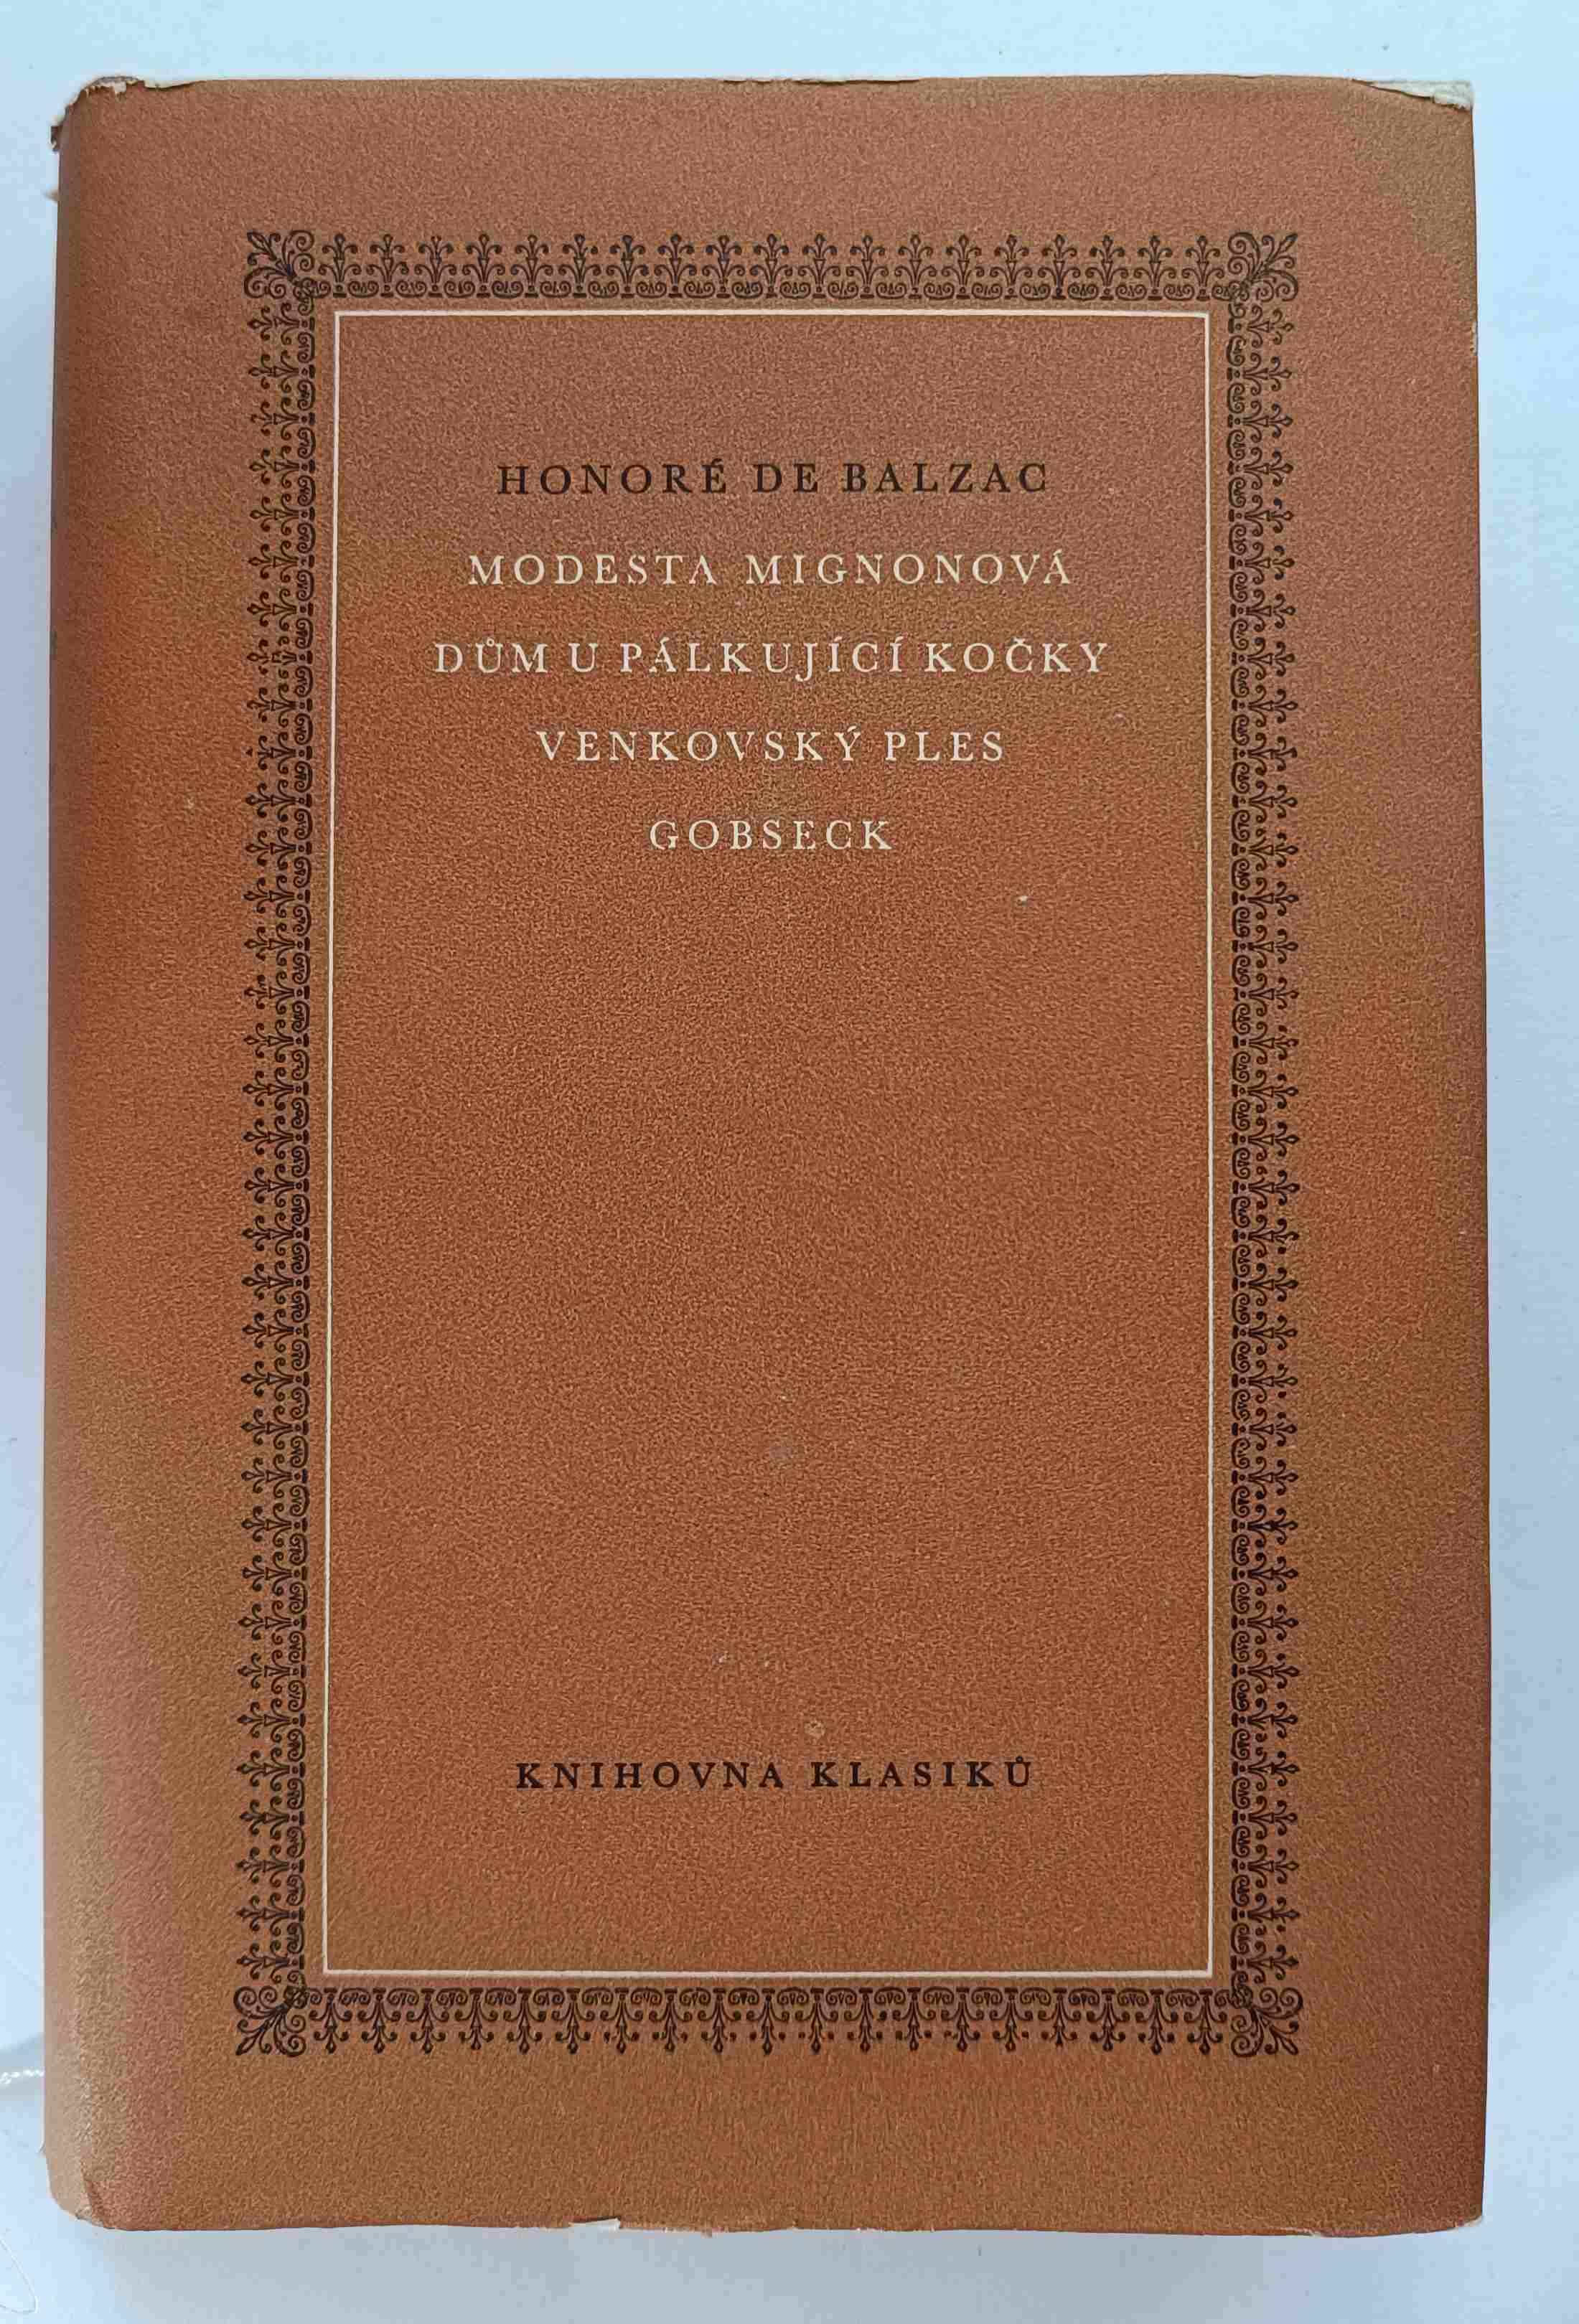 HONORÉ DE BALZAC
MODESTA MIGNONOVÁ
DŮM U PÁLKUJÍCÍ KOČKY
VENKOVSKÝ PLES
GOBSECK
KNIHOVNA KLASIKŮ